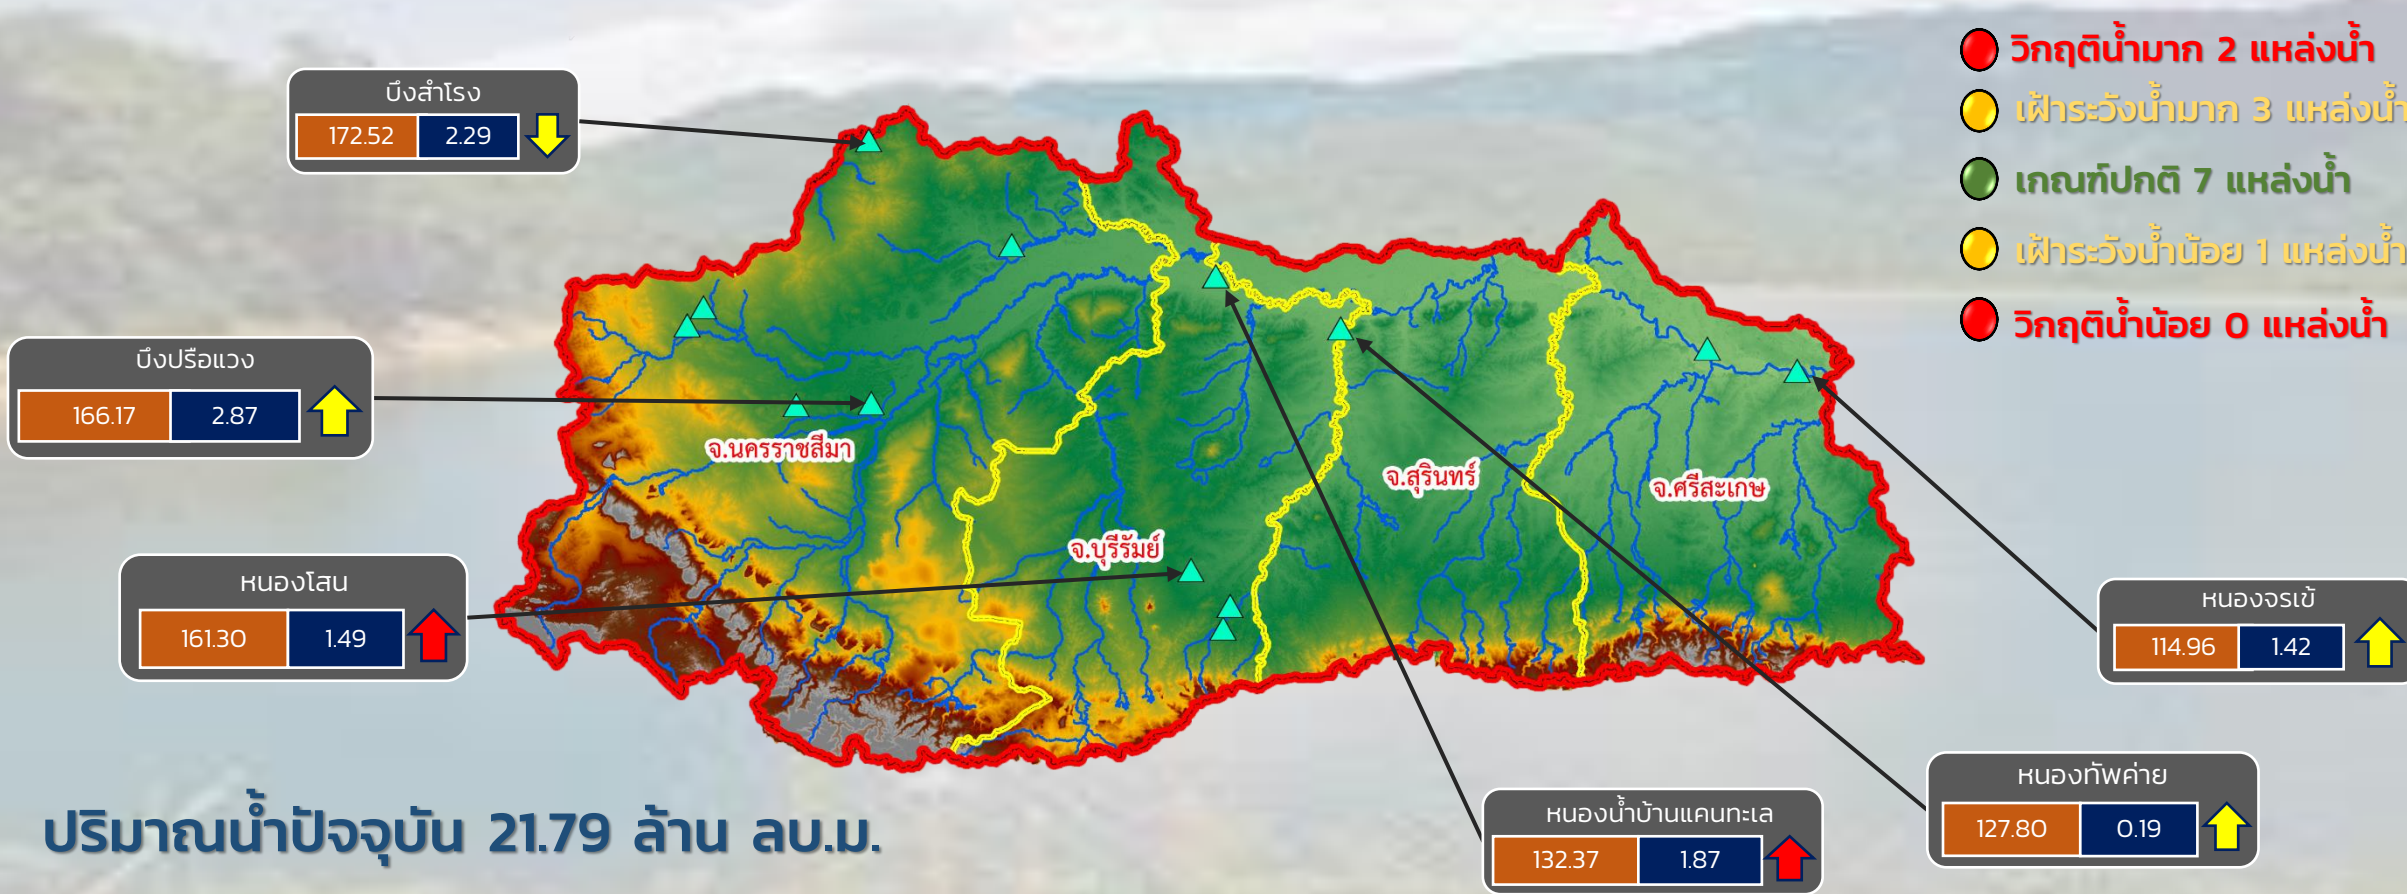 วิกฤติน้ำมาก 2 แหล่งน้ำ
เฝ้าระวังน้ำมาก 3 แหล่งน้ำ
เกณฑ์ปกติ 7 แหล่งน้ำ
เฝ้าระวังน้ำน้อย 1 แหล่งน้ำ
วิกฤติน้ำน้อย 0 แหล่งน้ำ
บึงสำโรง
172.52 2.29
บึงปรือแวง
166.17 2.87
จ.นครราชสีมา
จ.สุรินทร์
จ.ศรีสะเกษ
จ.บุรีรัมย์
หนองโสน
161.30 1.49
หนองจรเข้
114.96 1.42
หนองทัพค่าย
127.80 0.19
หนองน้ำบ้านแคนทะเล
132.37 1.87
ปริมาณน้ำปัจจุบัน 21.79 ล้าน ลบ.ม.